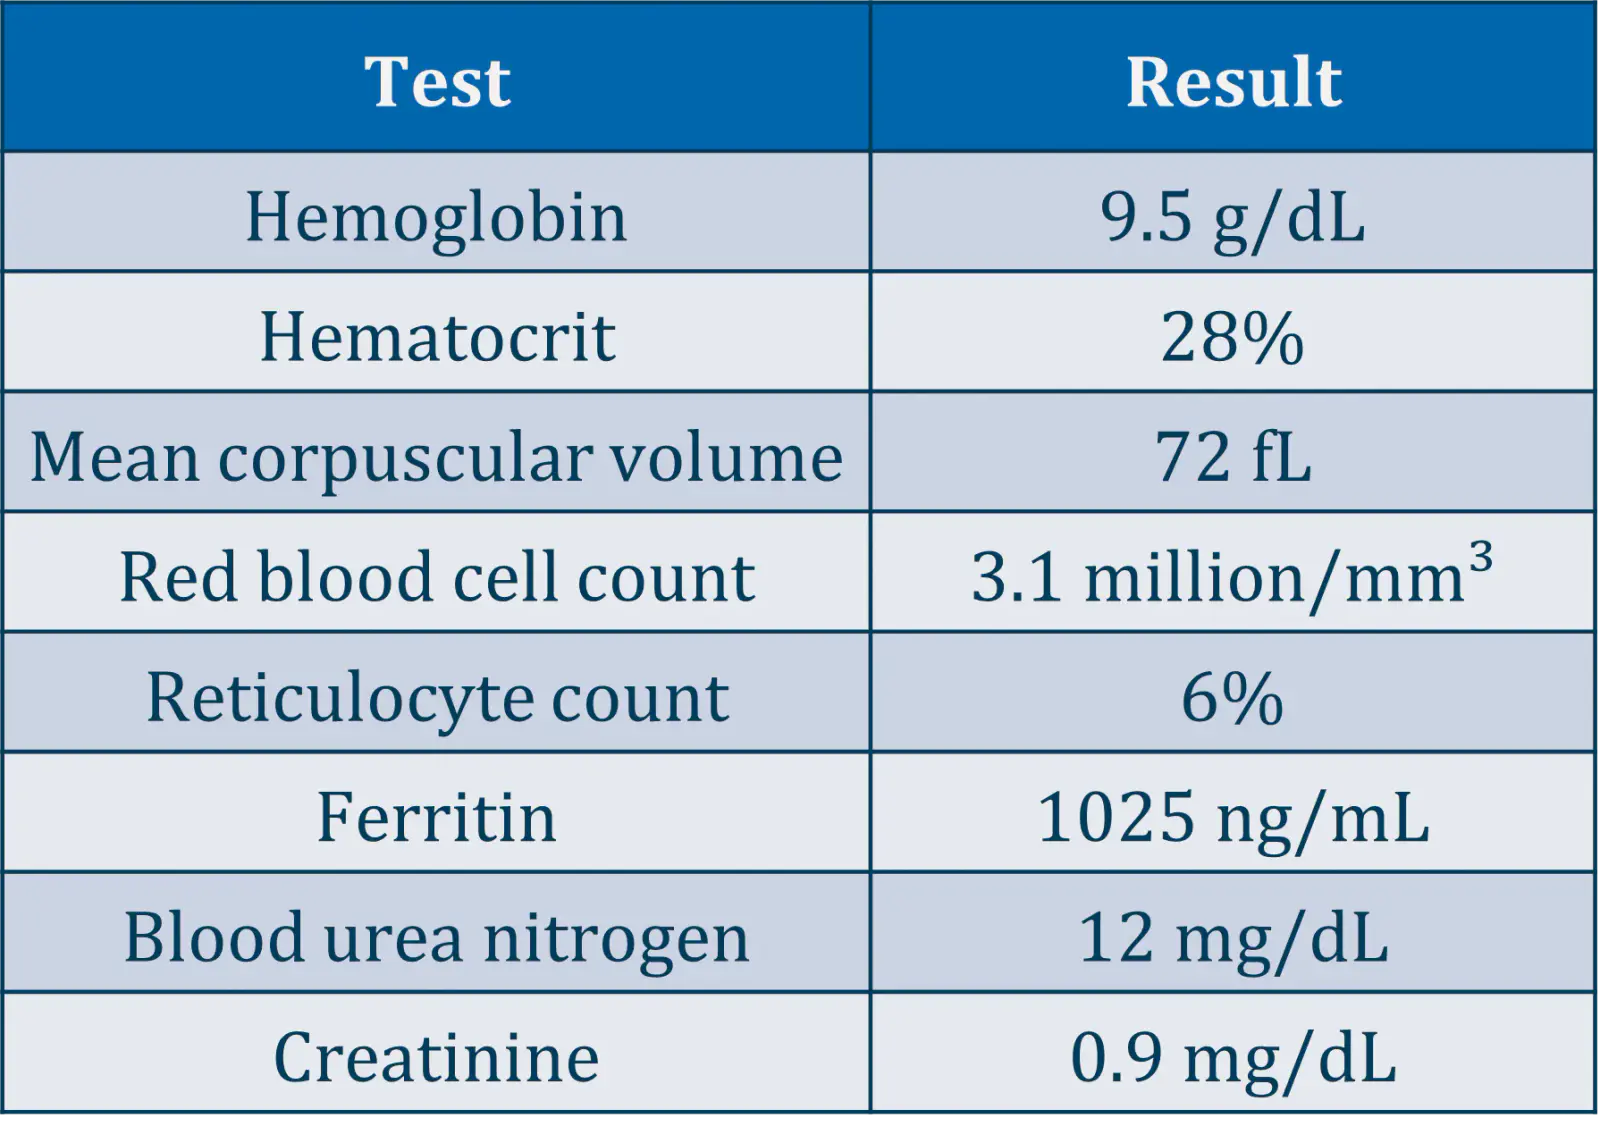 Test Result
Hemoglobin 9.5 g/dL
Hematocrit 28%
Mean corpuscular volume 72 fL
Red blood cell count 3.1 million/mm³
Reticulocyte count 6%
Ferritin 1025 ng/mL
Blood urea nitrogen 12 mg/dL
Creatinine 0.9 mg/dL